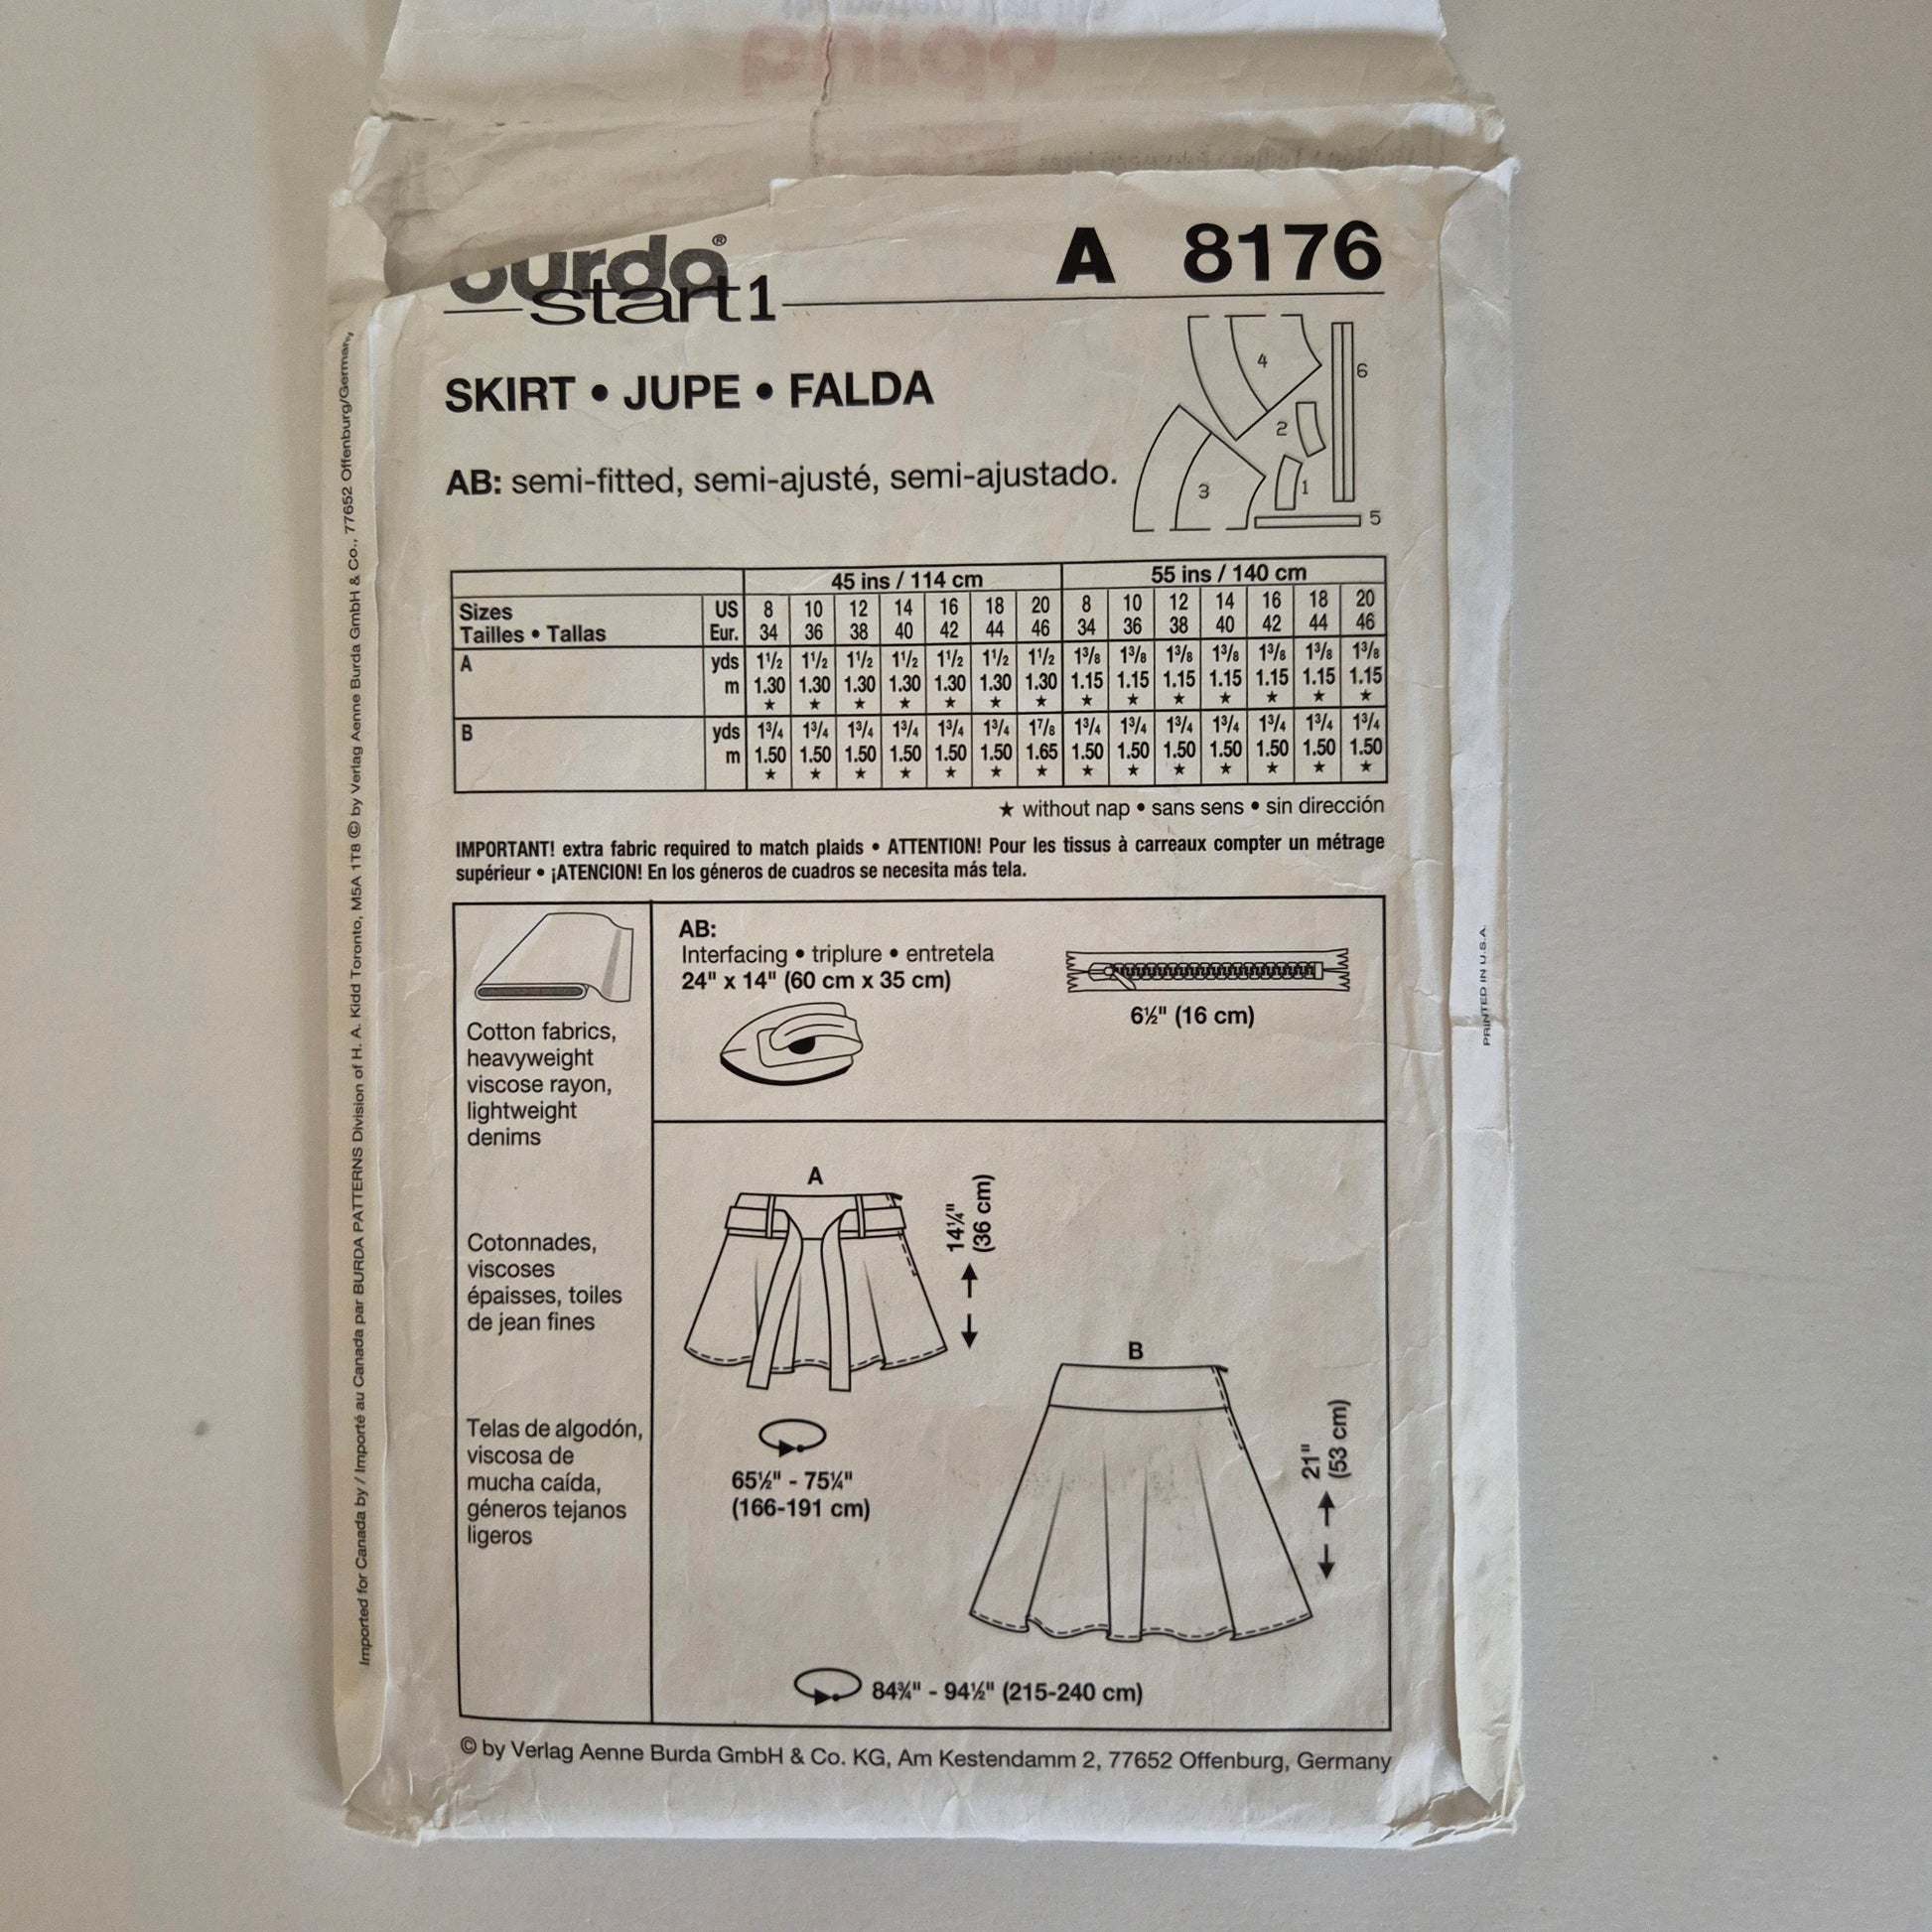 burda®
start 1
A 8176
SKIRT • JUPE • FALDA
AB: semi-fitted, semi-ajusté, semi-ajustado.
4
6
2
3
1
5
45 ins / 114 cm 55 ins / 140 cm
Sizes US 8 10 12 14 16 18 20 8 10 12 14 16 18 20
Tailles • Tallas Eur. 34 36 38 40 42 44 46 34 36 38 40 42 44 46
A yds 1½ 1½ 1½ 1½ 1½ 1½ 1½ 1⅜ 1⅜ 1⅜ 1⅜ 1⅜ 1⅜ 1⅜
m 1.30 1.30 1.30 1.30 1.30 1.30 1.30 1.15 1.15 1.15 1.15 1.15 1.15 1.15
★ ★ ★ ★ ★ ★ ★ ★ ★ ★ ★ ★ ★ ★
B yds 1¾ 1¾ 1¾ 1¾ 1¾ 1¾ 1⅞ 1¾ 1¾ 1¾ 1¾ 1¾ 1¾ 1¾
m 1.50 1.50 1.50 1.50 1.50 1.50 1.65 1.50 1.50 1.50 1.50 1.50 1.50 1.50
★ ★ ★ ★ ★ ★ ★ ★ ★ ★ ★ ★ ★ ★
★ without nap • sans sens • sin dirección
IMPORTANT! extra fabric required to match plaids • ATTENTION! Pour les tissus à carreaux compter un métrage
supérieur • ¡ATENCION! En los géneros de cuadros se necesita más tela.
Cotton fabrics,
heavyweight
viscose rayon,
lightweight
denims
Cotonnades,
viscoses
épaisses, toiles
de jean fines
Telas de algodón,
viscosa de
mucha caída,
géneros tejanos
ligeros
AB:
Interfacing • triplure • entretela
24" x 14" (60 cm x 35 cm)
6½" (16 cm)
A
14¼"
(36 cm)
65½" - 75¼"
(166-191 cm)
B
21"
(53 cm)
84¾" - 94½" (215-240 cm)
© by Verlag Aenne Burda GmbH & Co. KG, Am Kestendamm 2, 77652 Offenburg, Germany
Imported for Canada by / Importé au Canada par BURDA PATTERNS Division of H. A. Kidd Toronto, M5A 1T8 © by Verlag Aenne Burda GmbH & Co., 77652 Offenburg/Germany
PRINTED IN U.S.A.